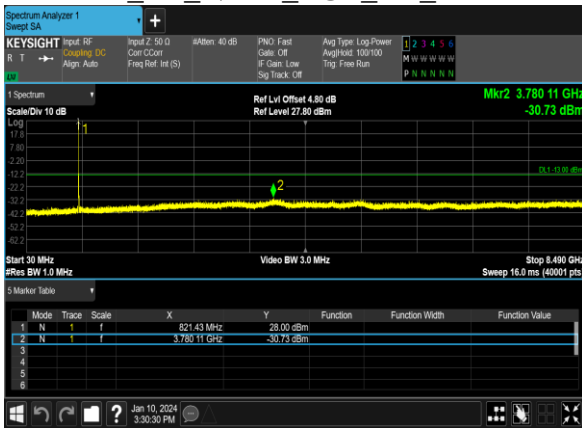 Spectrum Analyzer 1
Swept SA
+
KEYSIGHT Input: RF Input Z: 50 Ω #Atten: 40 dB PNO: Fast Avg Type: Log-Power 1 2 3 4 5 6
R T Coupling: DC Corr CCorr Gate: Off Avg|Hold: 100/100 M W W W W W
Align: Auto Freq Ref: Int (S) IF Gain: Low Trig: Free Run
LV Sig Track: Off P N N N N N
1 Spectrum Ref Lvl Offset 4.80 dB Mkr2 3.780 11 GHz
Scale/Div 10 dB Ref Level 27.80 dBm -30.73 dBm
Log
17.8
1
7.80
-2.20
-12.2
DL1 -13.00 dBm
-22.2
2
-32.2
-42.2
-52.2
-62.2
Start 30 MHz Video BW 3.0 MHz Stop 8.490 GHz
#Res BW 1.0 MHz Sweep 16.0 ms (40001 pts)
5 Marker Table
Mode Trace Scale X Y Function Function Width Function Value
1 N 1 f 821.43 MHz 28.00 dBm
2 N 1 f 3.780 11 GHz -30.73 dBm
3
4
5
6
? Jan 10, 2024
3:30:30 PM